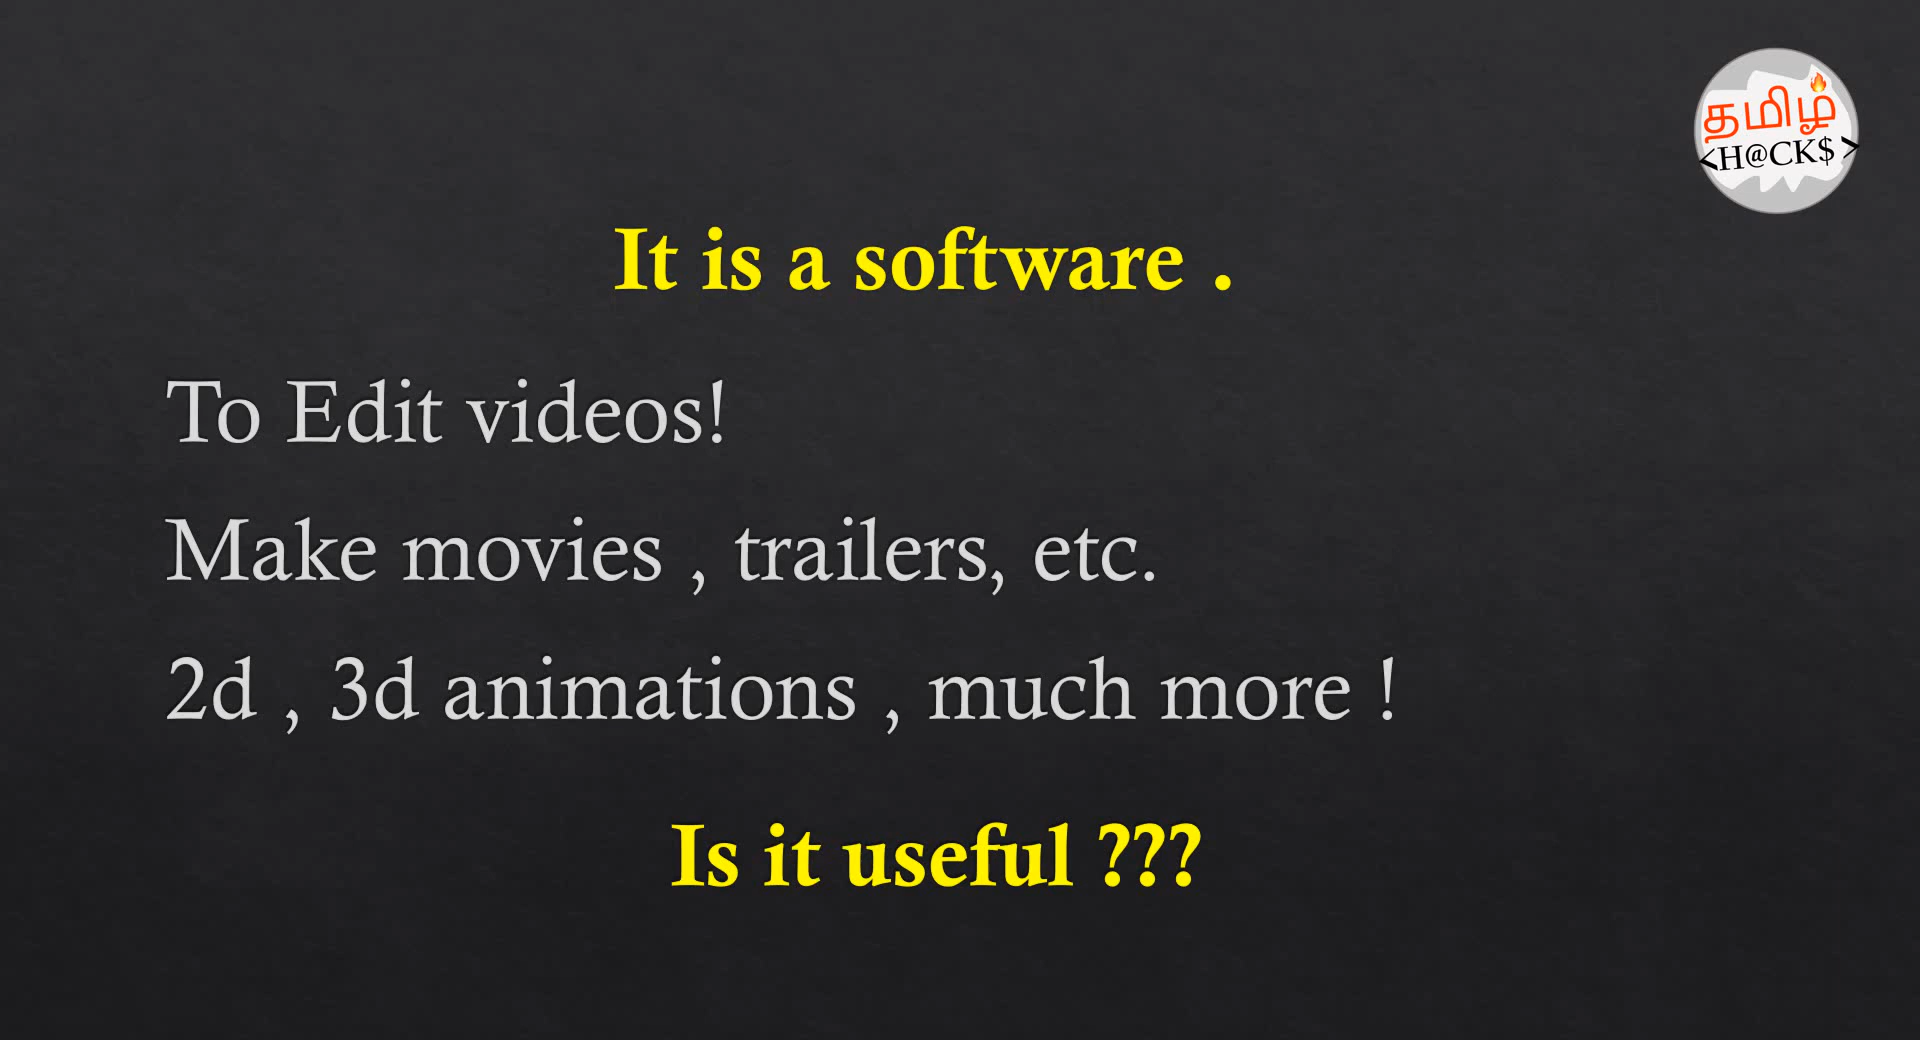 தமிழ்
<H@CK$>
It is a software .
To Edit videos!
Make movies , trailers, etc.
2d , 3d animations , much more !
Is it useful ???